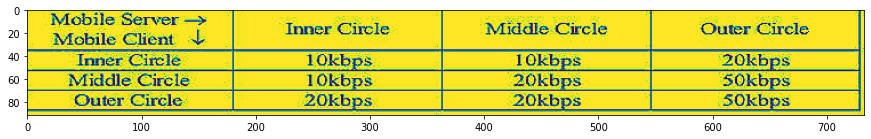 0
20
40
60
80
Mobile Server →
Mobile Client ↓
Inner Circle Middle Circle Outer Circle
Inner Circle 10kbps 10kbps 20kbps
Middle Circle 10kbps 20kbps 50kbps
Outer Circle 20kbps 20kbps 50kbps
0 100 200 300 400 500 600 700